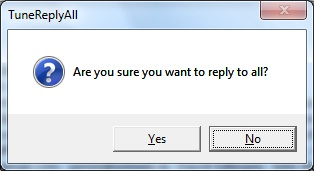 TuneReplyAll
Are you sure you want to reply to all?
Yes
No